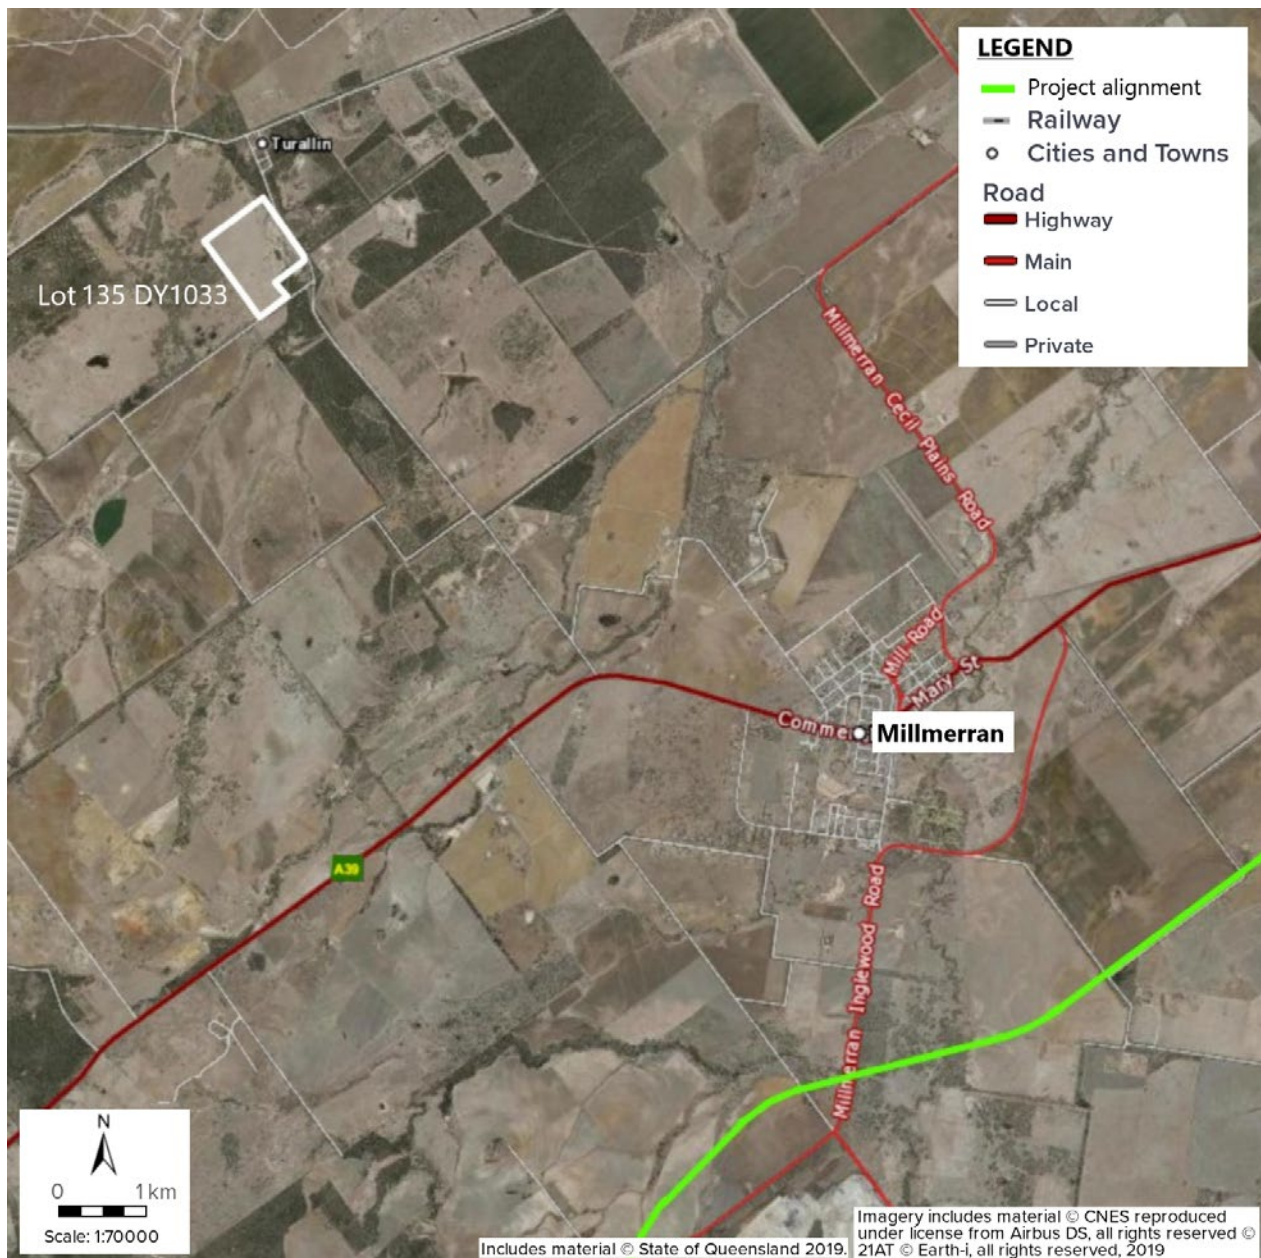 LEGEND
Project alignment
Railway
Cities and Towns
Road
Highway
Main
Local
Private
Turallin
Lot 135 DY1033
Millmerran Cecil Plains Road
Mill Road
Mary St
Comme
Millmerran
A39
Millmerran Inglewood Road
N
0 1 km
Scale: 1:70000
Includes material © State of Queensland 2019.
Imagery includes material © CNES reproduced
under license from Airbus DS, all rights reserved ©
21AT © Earth-i, all rights reserved, 2019